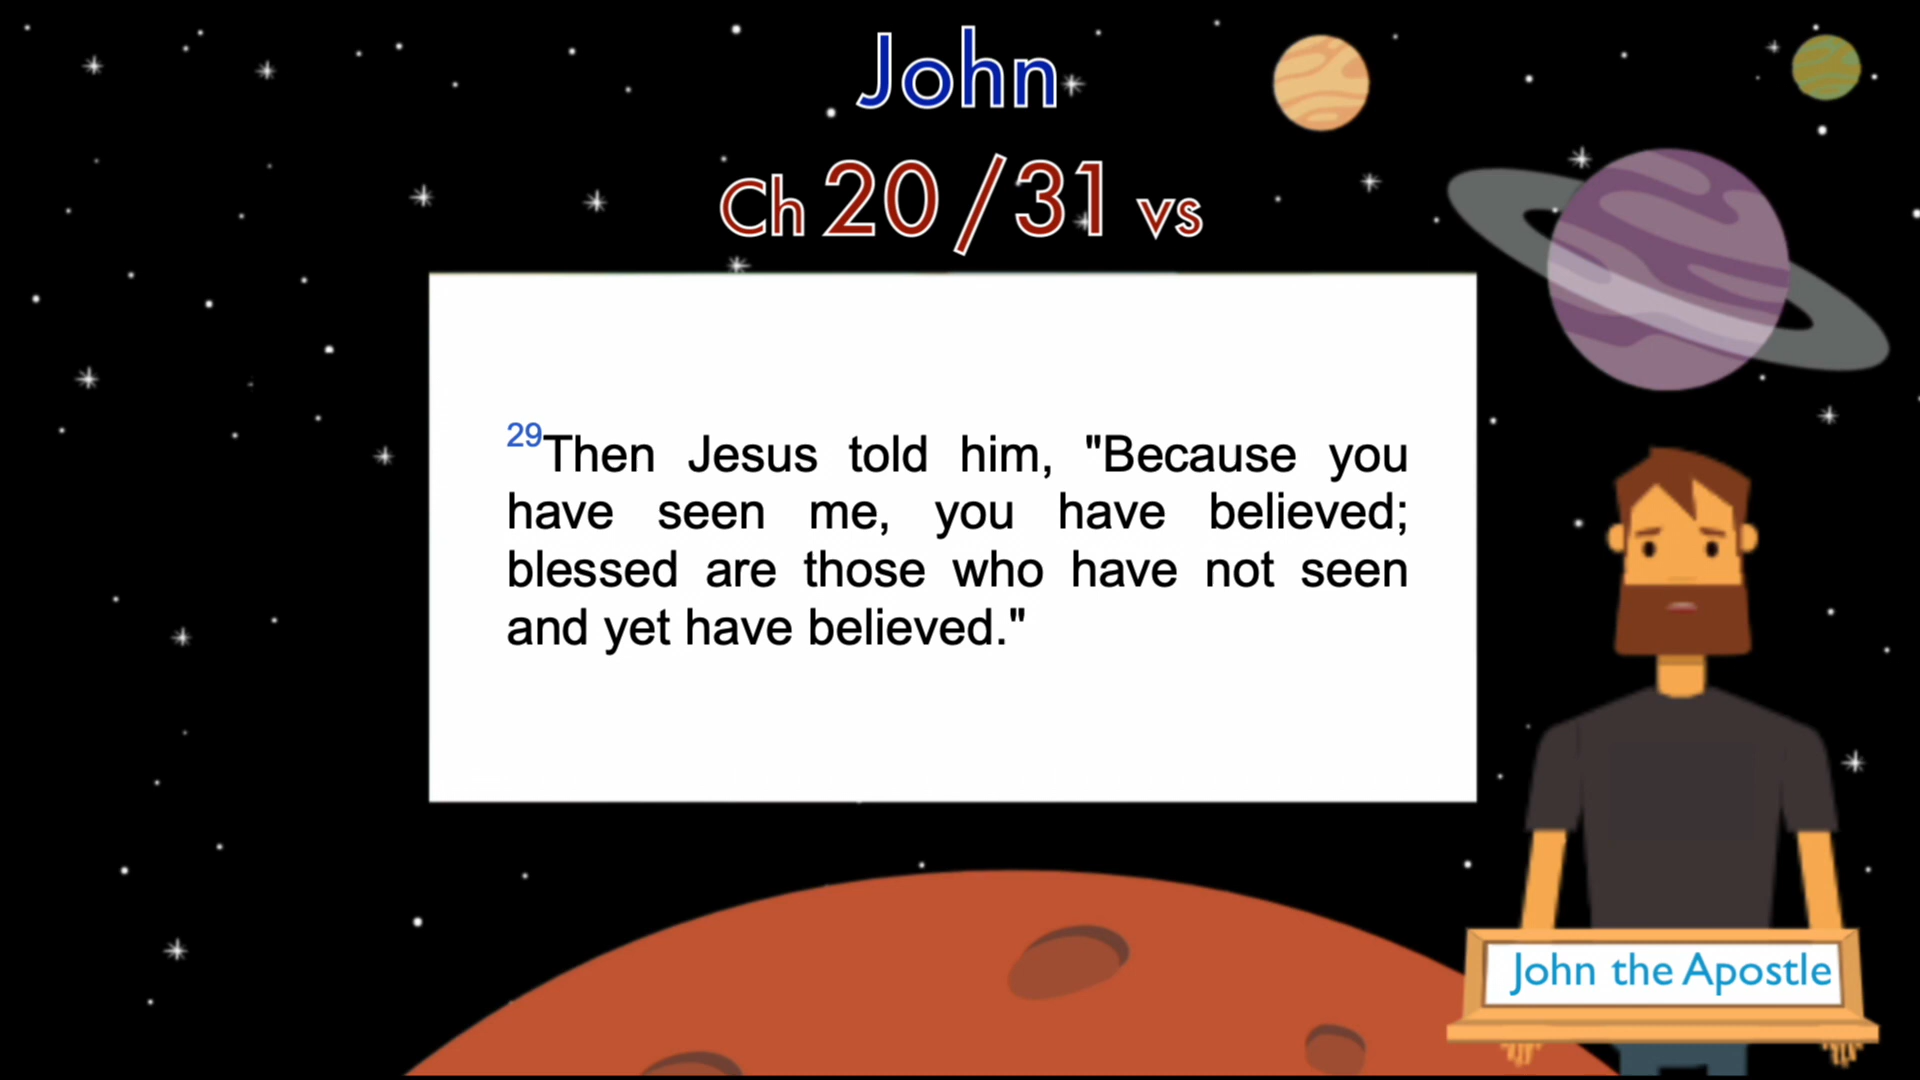 John
Ch 20/31 vs
29Then Jesus told him, "Because you
have seen me, you have believed;
blessed are those who have not seen
and yet have believed."
John the Apostle